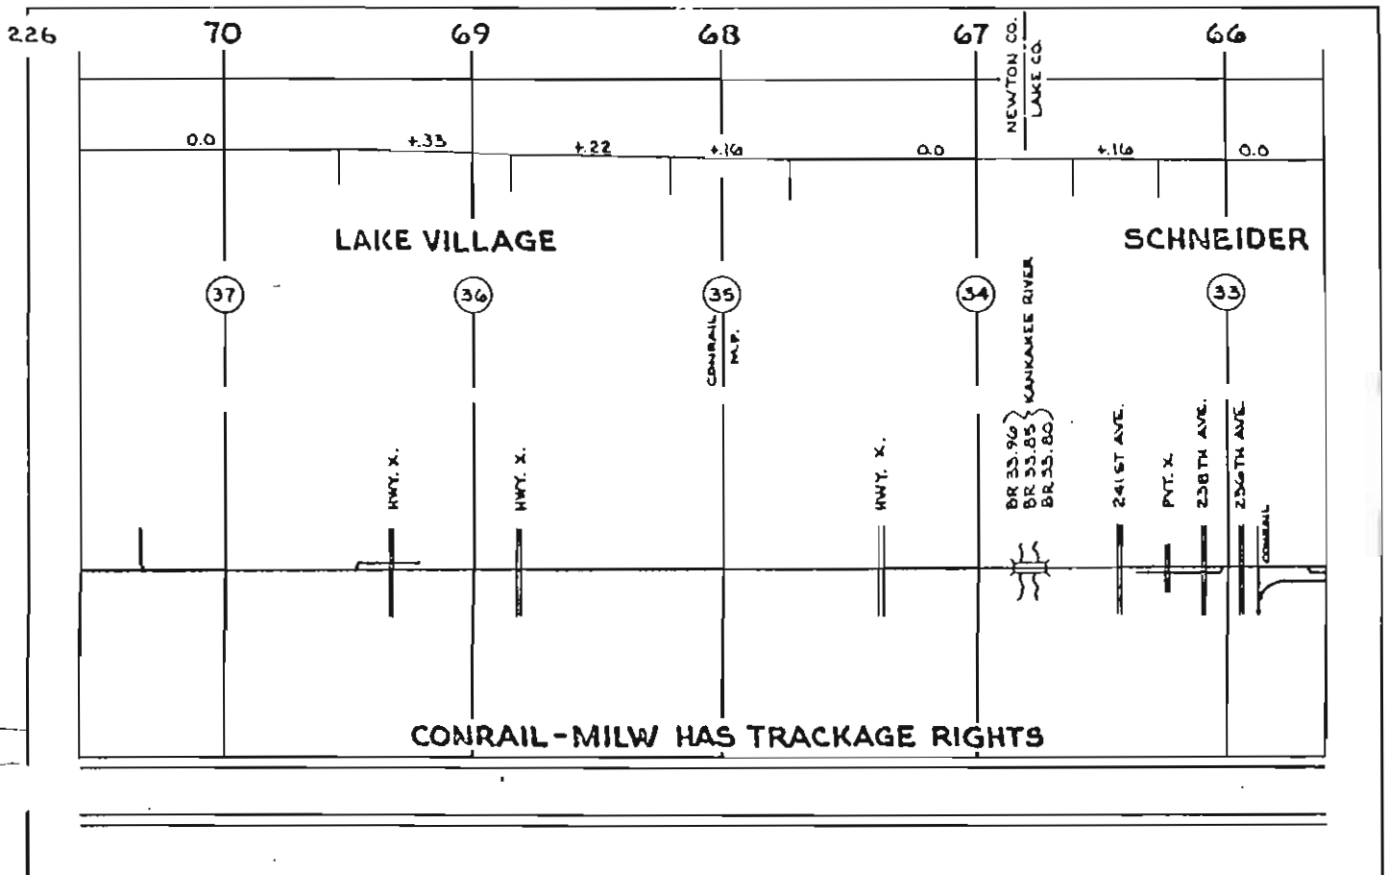 226
70
69
68
67
66
NEWTON CO.
LAKE CO.
0.0
+.33
+.22
+.16
0.0
+.16
0.0
LAKE VILLAGE
SCHNEIDER
37
36
35
34
33
CONRAIL
M.P.
KANKAKEE RIVER
HWY. X.
HWY. X.
HWY. X.
BR 33.96
BR 33.85
BR 33.80
241ST AVE.
PVT. X.
238TH AVE.
236TH AVE.
CONRAIL
CONRAIL-MILW HAS TRACKAGE RIGHTS